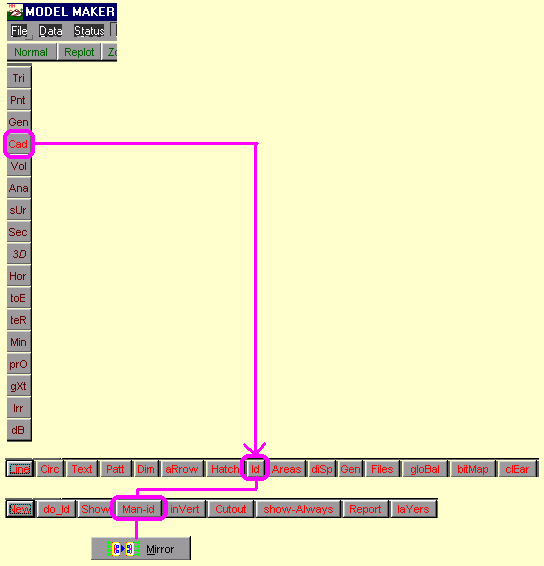 MODEL MAKER
File Data Status
Normal Replot Zo
Tri
Pnt
Gen
Cad
Vol
Ana
sUr
Sec
3.D
Hor
toE
teR
Min
prO
gXt
Irr
dB
Line Circ Text Patt Dim aRrow Hatch Id Areas diSp Gen Files gloBal bitMap clEar
New do_Id Show Man-id inVert Cutout show-Always Report laYers
Mirror